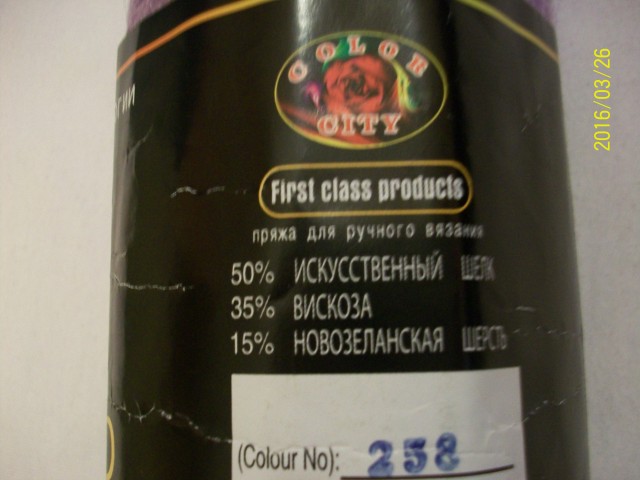 COLOR
CITY
2016/03/26
гии
First class products
пряжа для ручного вязания
50% ИСКУССТВЕННЫЙ ШЕЛК
35% ВИСКОЗА
15% НОВОЗЕЛАНСКАЯ ШЕРСТЬ
(Colour No): 258